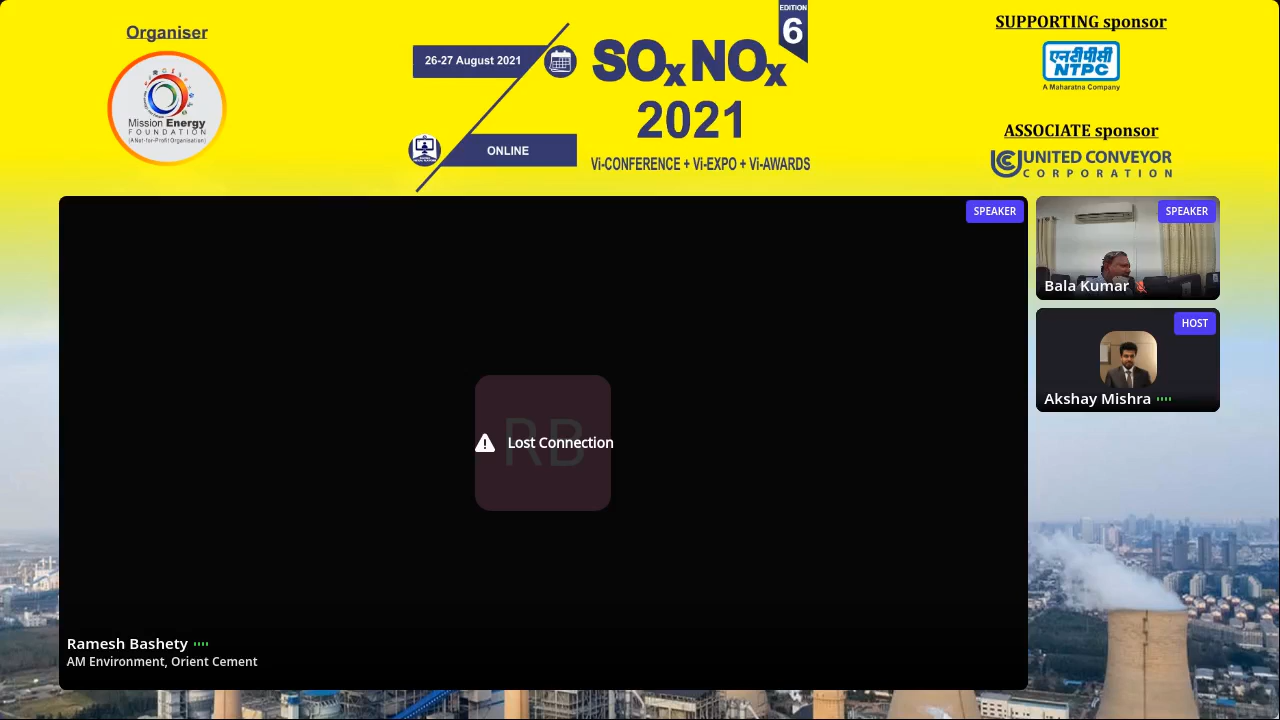 Organiser
Mission Energy
FOUNDATION
(A Net-for-Profit Organisation)
26-27 August 2021
ONLINE
EDITION
6
SOx NOx
2021
Vi-CONFERENCE + Vi-EXPO + Vi-AWARDS
SUPPORTING sponsor
एनटीपीसी
NTPC
A Maharatna Company
ASSOCIATE sponsor
UNITED CONVEYOR
CORPORATION
SPEAKER
RB
Lost Connection
Ramesh Bashety
AM Environment, Orient Cement
SPEAKER
Bala Kumar
HOST
Akshay Mishra